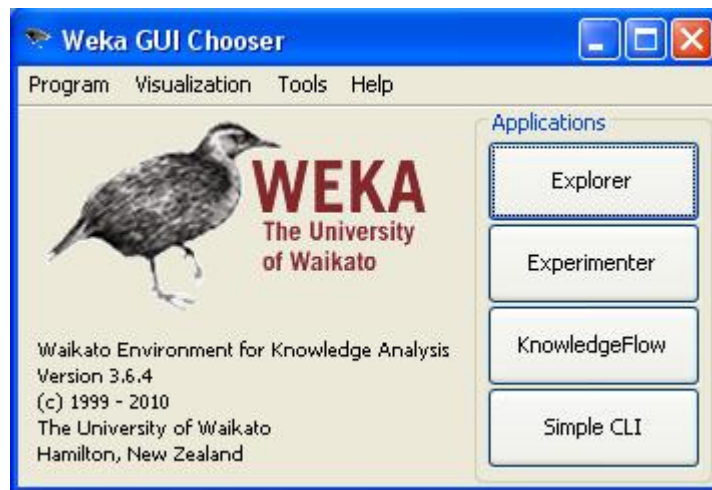 Weka GUI Chooser
Program Visualization Tools Help
WEKA
The University
of Waikato
Waikato Environment for Knowledge Analysis
Version 3.6.4
(c) 1999 - 2010
The University of Waikato
Hamilton, New Zealand
Applications
Explorer
Experimenter
KnowledgeFlow
Simple CLI